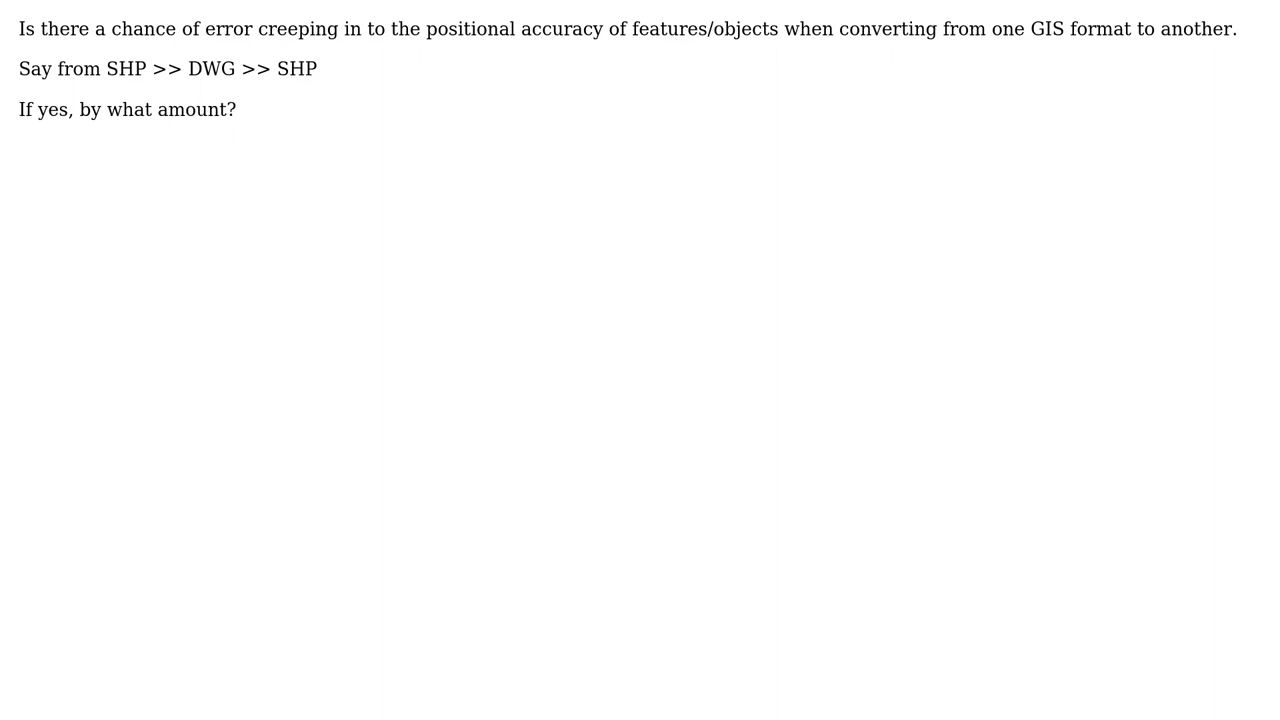 Is there a chance of error creeping in to the positional accuracy of features/objects when converting from one GIS format to another.
Say from SHP >> DWG >> SHP
If yes, by what amount?